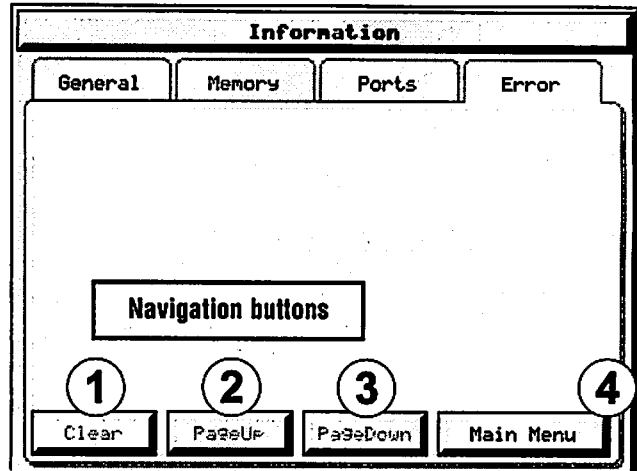 Information
General Memory Ports Error
Navigation buttons
1 2 3 4
Clear PageUp PageDown Main Menu